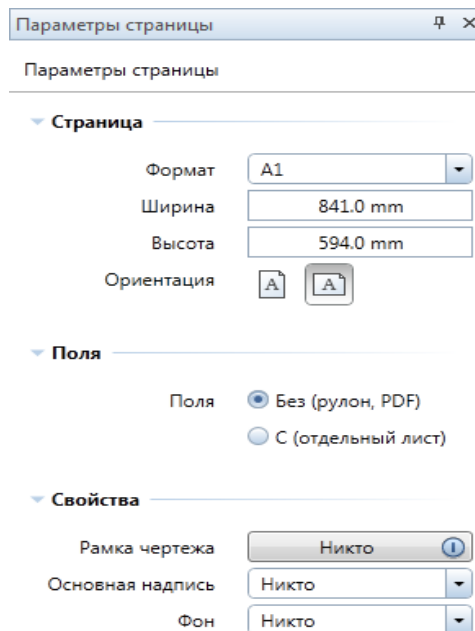 Параметры страницы
Параметры страницы
Страница
Формат A1
Ширина 841.0 mm
Высота 594.0 mm
Ориентация A A
Поля
Поля Без (рулон, PDF)
С (отдельный лист)
Свойства
Рамка чертежа Никто
Основная надпись Никто
Фон Никто